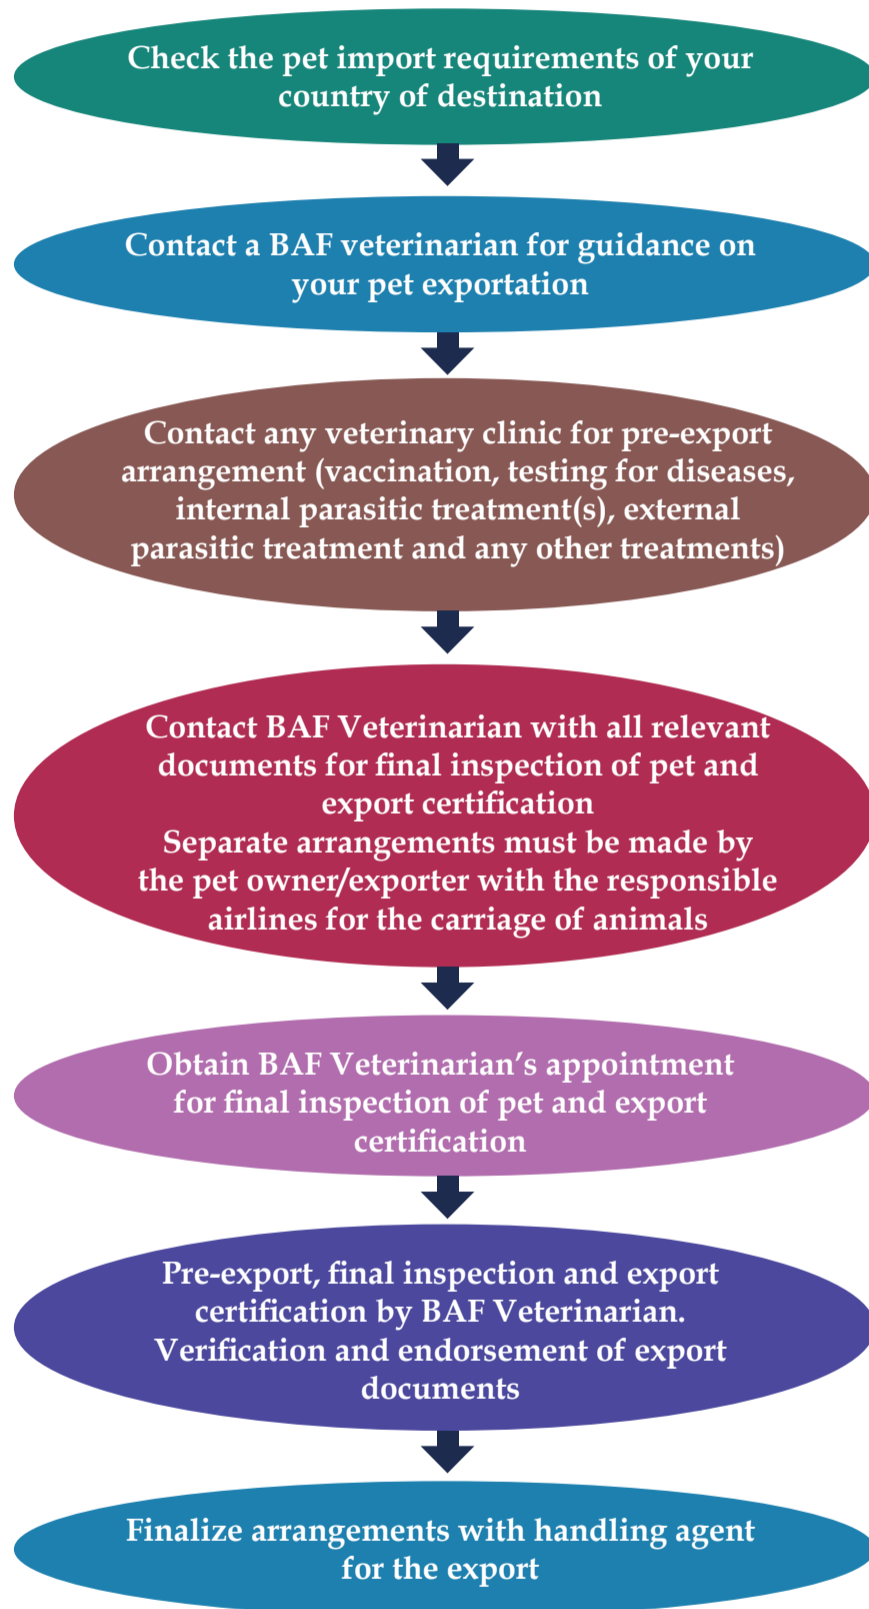 Check the pet import requirements of your
country of destination
Contact a BAF veterinarian for guidance on
your pet exportation
Contact any veterinary clinic for pre-export
arrangement (vaccination, testing for diseases,
internal parasitic treatment(s), external
parasitic treatment and any other treatments)
Contact BAF Veterinarian with all relevant
documents for final inspection of pet and
export certification
Separate arrangements must be made by
the pet owner/exporter with the responsible
airlines for the carriage of animals
Obtain BAF Veterinarian’s appointment
for final inspection of pet and export
certification
Pre-export, final inspection and export
certification by BAF Veterinarian.
Verification and endorsement of export
documents
Finalize arrangements with handling agent
for the export